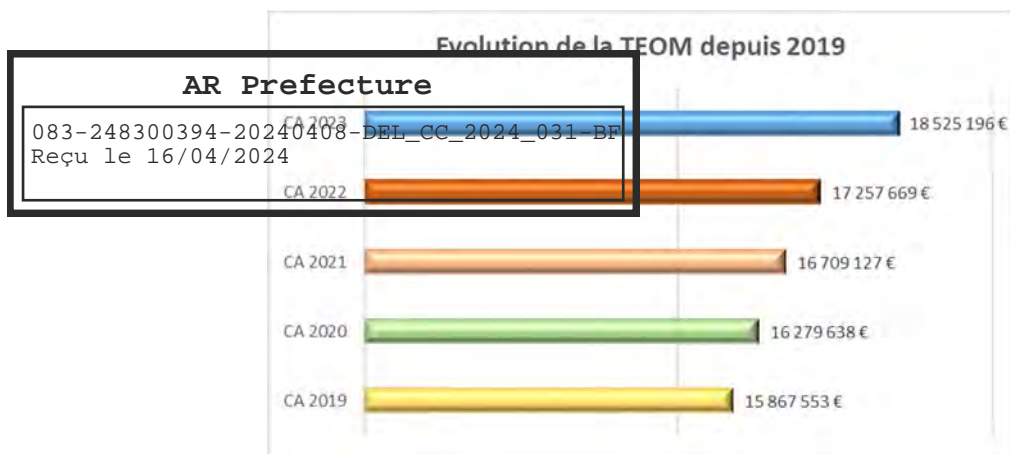 Evolution de la TEOM depuis 2019
AR Prefecture
083-248300394-20240408-DEL_CC_2024_031-BF
Reçu le 16/04/2024
CA 2023
18 525 196 €
CA 2022
17 257 669 €
CA 2021
16 709 127 €
CA 2020
16 279 638 €
CA 2019
15 867 553 €